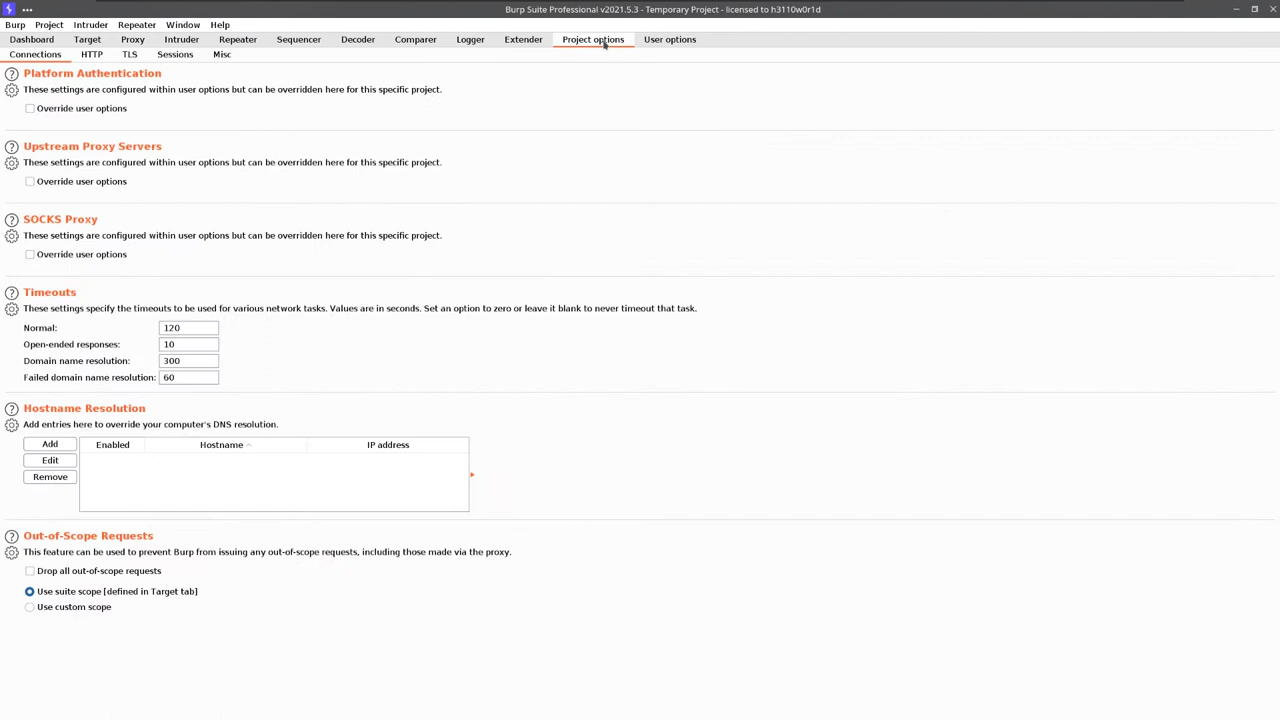 Burp Suite Professional v2021.5.3 - Temporary Project - licensed to h3110w0r1d
Burp Project Intruder Repeater Window Help
Dashboard Target Proxy Intruder Repeater Sequencer Decoder Comparer Logger Extender Project options User options
Connections HTTP TLS Sessions Misc
Platform Authentication
These settings are configured within user options but can be overridden here for this specific project.
Override user options
Upstream Proxy Servers
These settings are configured within user options but can be overridden here for this specific project.
Override user options
SOCKS Proxy
These settings are configured within user options but can be overridden here for this specific project.
Override user options
Timeouts
These settings specify the timeouts to be used for various network tasks. Values are in seconds. Set an option to zero or leave it blank to never timeout that task.
Normal: 120
Open-ended responses: 10
Domain name resolution: 300
Failed domain name resolution: 60
Hostname Resolution
Add entries here to override your computer's DNS resolution.
Add Enabled Hostname IP address
Edit
Remove
Out-of-Scope Requests
This feature can be used to prevent Burp from issuing any out-of-scope requests, including those made via the proxy.
Drop all out-of-scope requests
Use suite scope [defined in Target tab]
Use custom scope